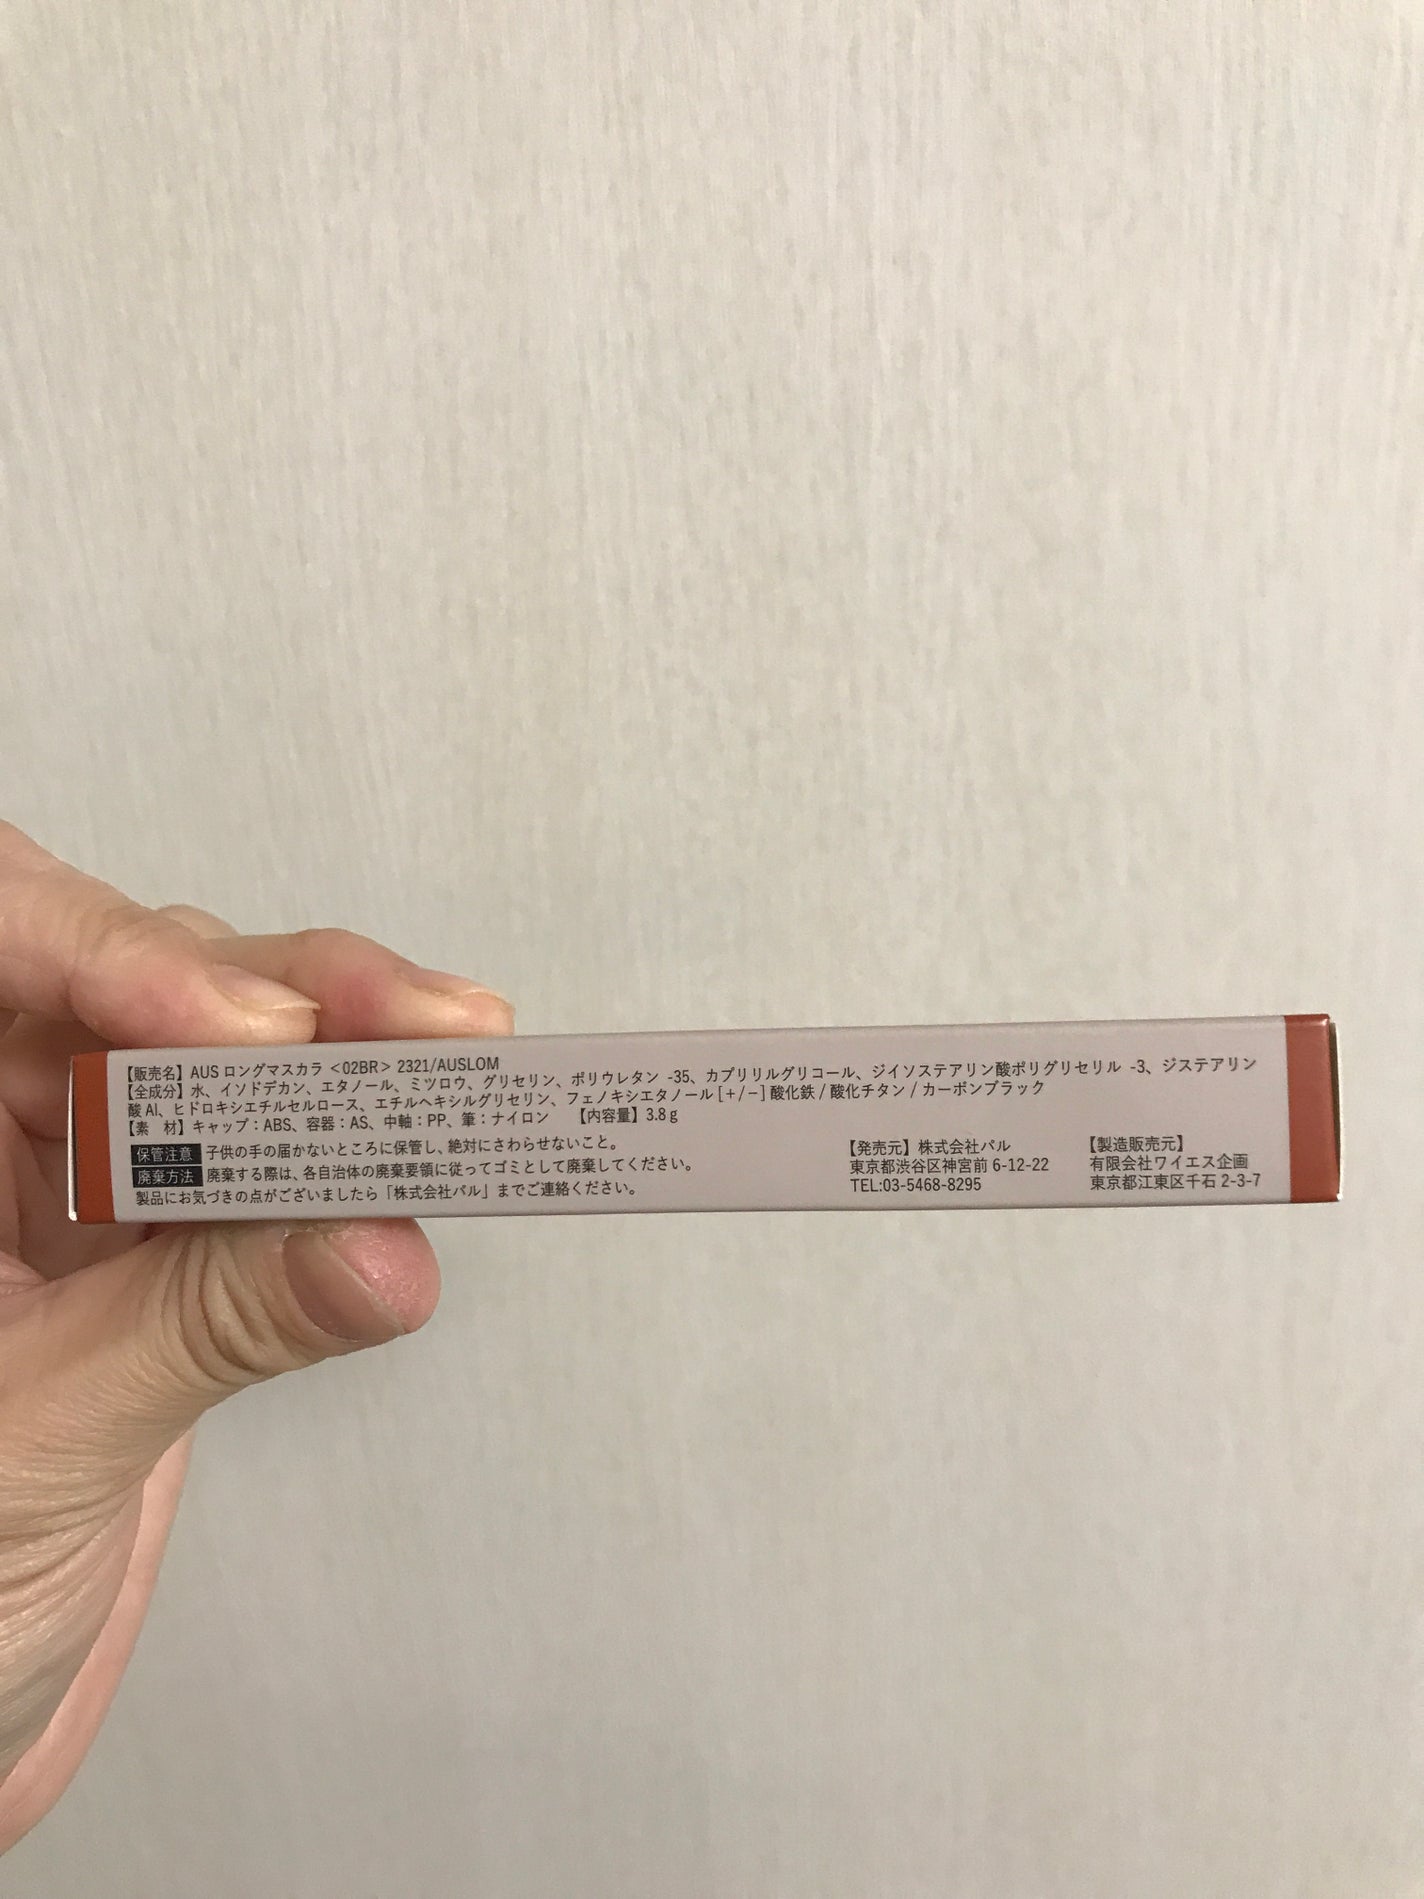 【販売名】AUS ロングマスカラ <02BR> 2321/AUSLOM
【全成分】水、イソドデカン、エタノール、ミツロウ、グリセリン、ポリウレタン -35、カプリリルグリコール、ジイソステアリン酸ポリグリセリル -3、ジステアリン
酸 Al、ヒドロキシエチルセルロース、エチルヘキシルグリセリン、フェノキシエタノール [+/−] 酸化鉄 / 酸化チタン / カーボンブラック
【素　材】キャップ：ABS、容器：AS、中軸：PP、筆：ナイロン　【内容量】3.8g
保管注意 子供の手の届かないところに保管し、絶対にさわらせないこと。
廃棄方法 廃棄する際は、各自治体の廃棄要領に従ってゴミとして廃棄してください。
製品にお気づきの点がございましたら「株式会社パル」までご連絡ください。
【発売元】株式会社パル
東京都渋谷区神宮前 6-12-22
TEL:03-5468-8295
【製造販売元】
有限会社ワイエス企画
東京都江東区千石 2-3-7